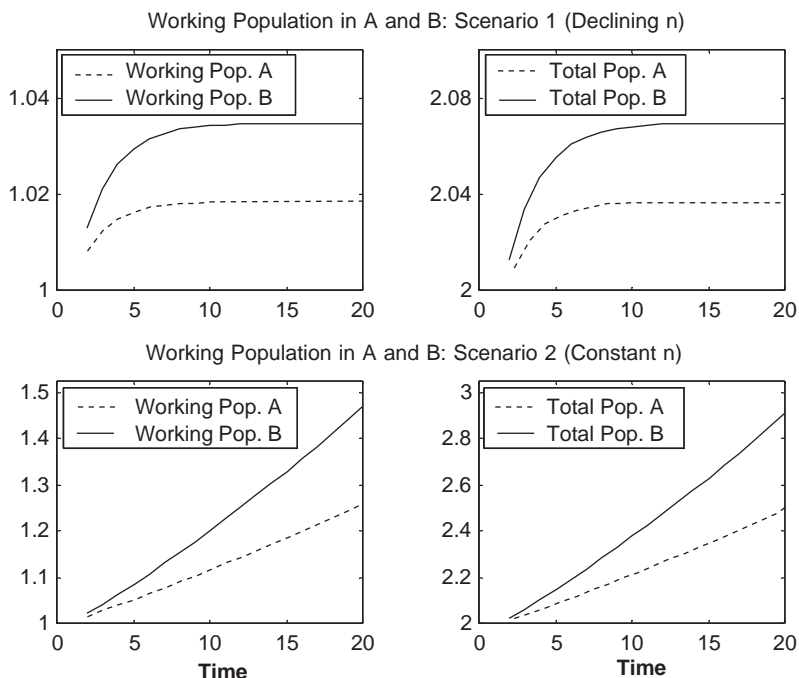 Working Population in A and B: Scenario 1 (Declining n)
Working Pop. A
Working Pop. B
1.04
1.02
1
0 5 10 15 20
Total Pop. A
Total Pop. B
2.08
2.04
2
0 5 10 15 20
Working Population in A and B: Scenario 2 (Constant n)
Working Pop. A
Working Pop. B
1.5
1.4
1.3
1.2
1.1
1
0 5 10 15 20
Time
Total Pop. A
Total Pop. B
3
2.8
2.6
2.4
2.2
2
0 5 10 15 20
Time